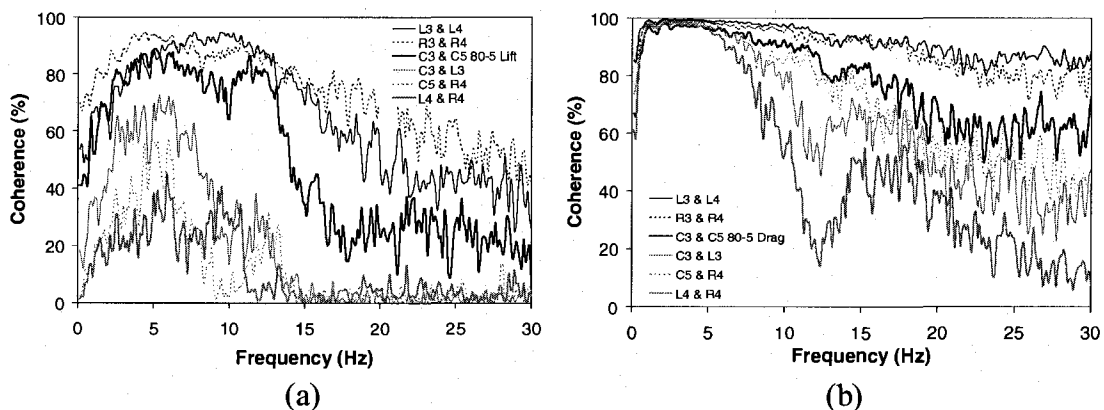 100
80
60
40
20
0
Coherence (%)
L3 & L4
R3 & R4
C3 & C5 80-5 Lift
C3 & L3
C5 & R4
L4 & R4
0 5 10 15 20 25 30
Frequency (Hz)
(a)
100
80
60
40
20
0
Coherence (%)
L3 & L4
R3 & R4
C3 & C5 80-5 Drag
C3 & L3
C5 & R4
L4 & R4
0 5 10 15 20 25 30
Frequency (Hz)
(b)